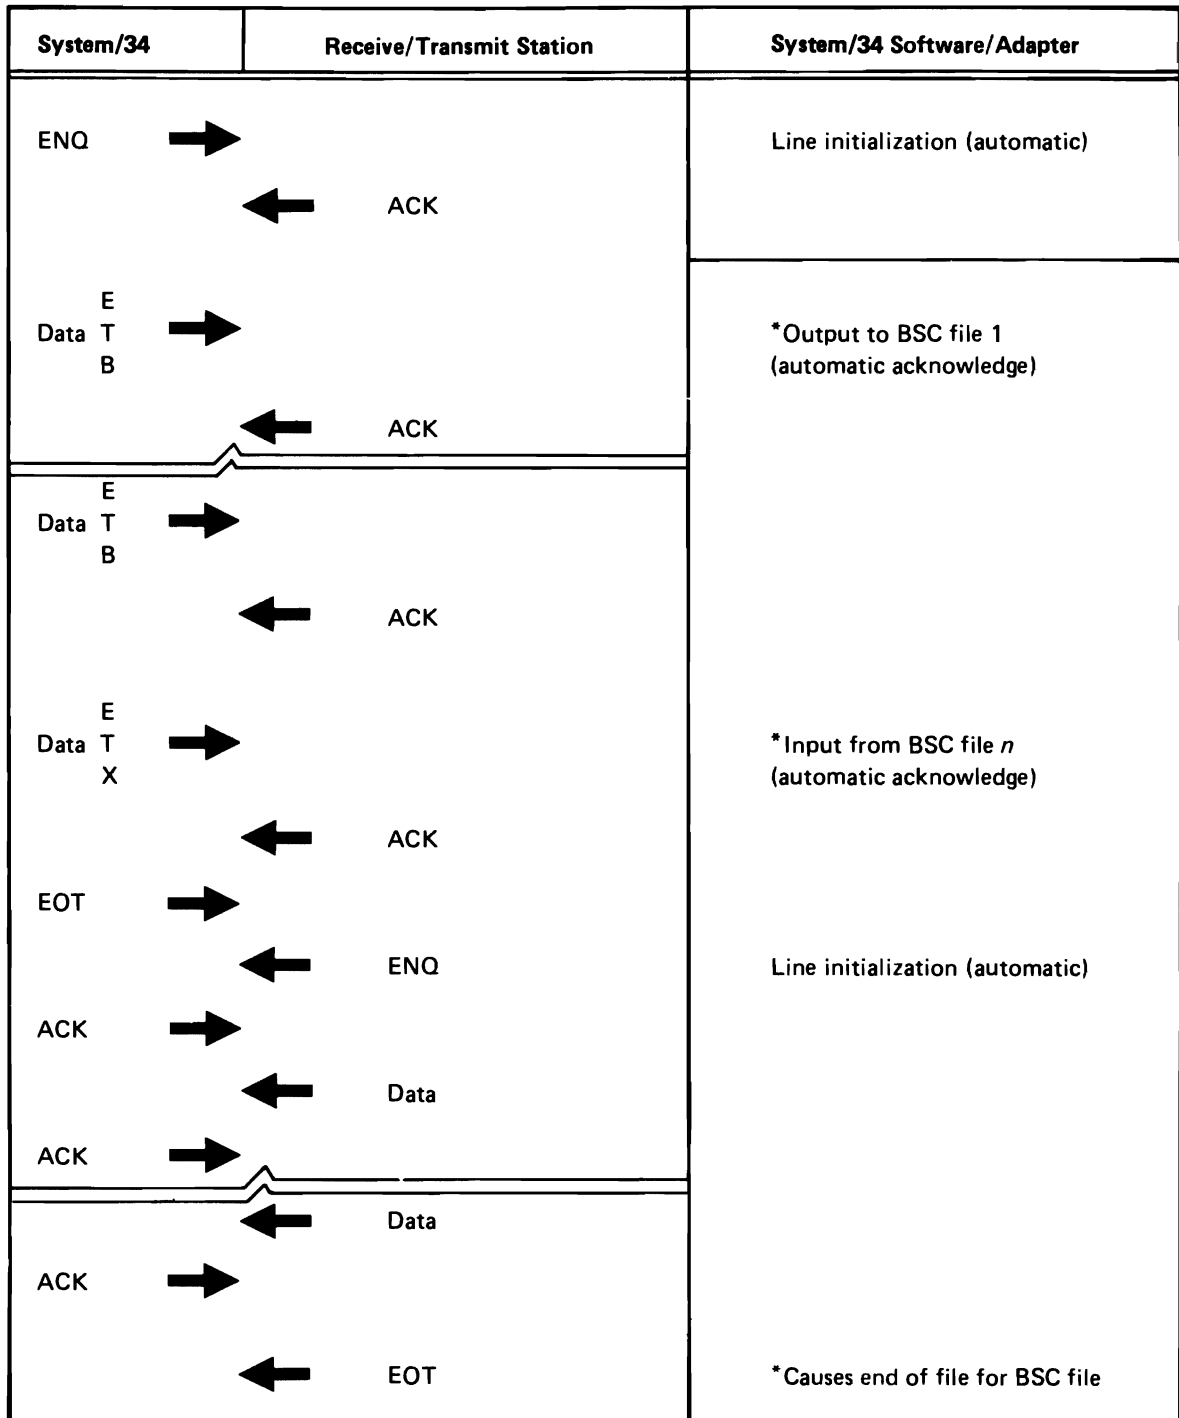 System/34 Receive/Transmit Station System/34 Software/Adapter
ENQ Line initialization (automatic)
ACK
E
Data T *Output to BSC file 1
B (automatic acknowledge)
ACK
E
Data T
B
ACK
E
Data T *Input from BSC file n
X (automatic acknowledge)
ACK
EOT
ENQ Line initialization (automatic)
ACK
Data
ACK
Data
ACK
EOT *Causes end of file for BSC file